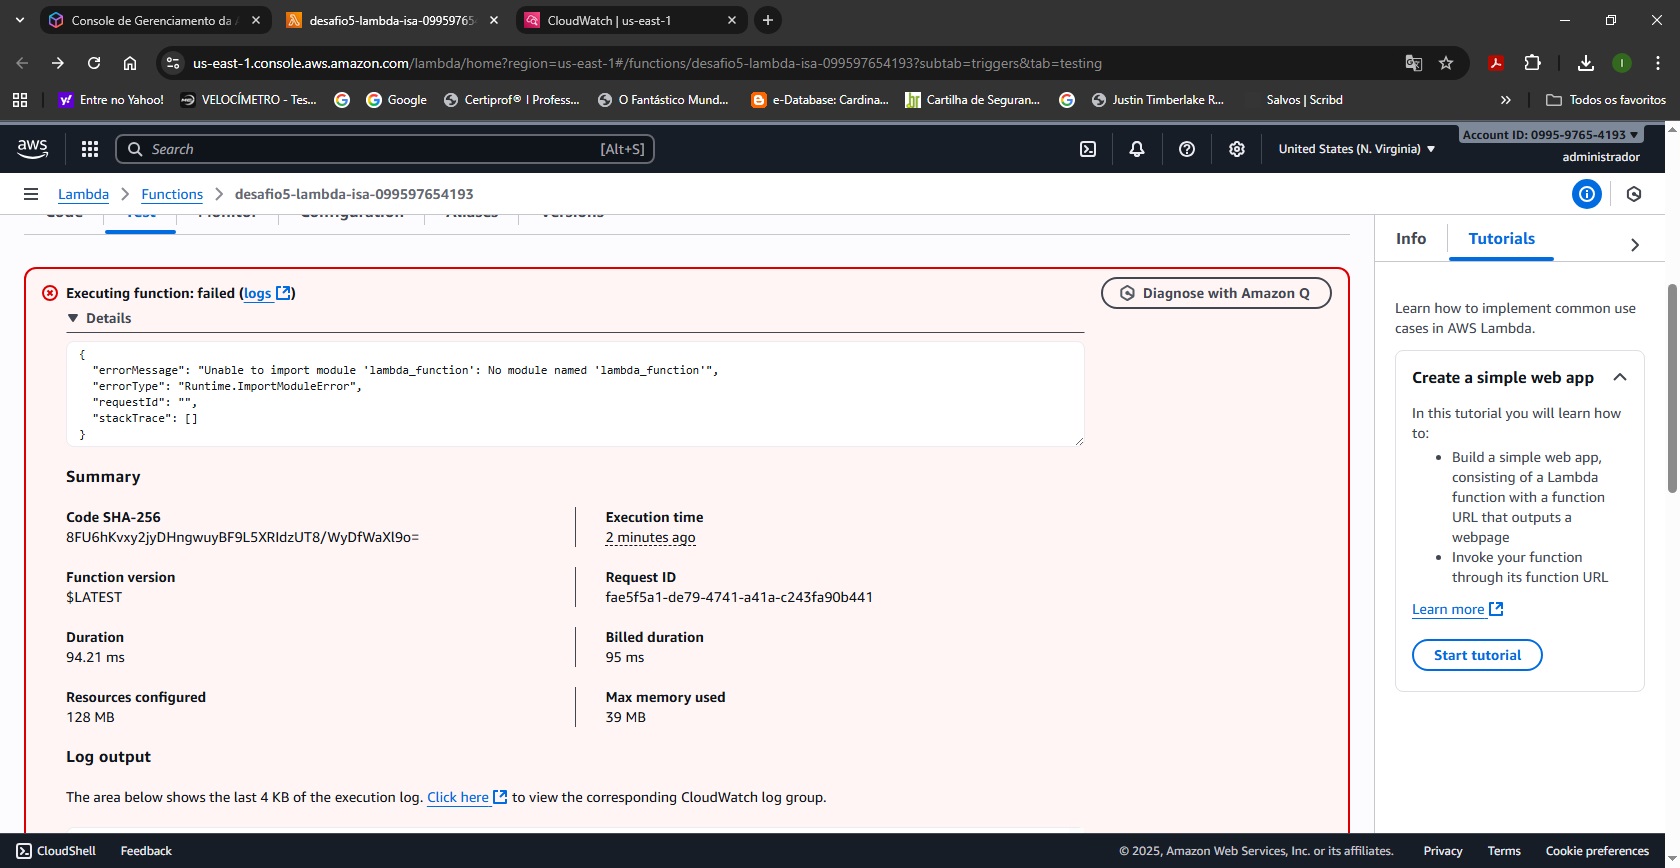 Console de Gerenciamento da A
desafio5-lambda-isa-09959765
CloudWatch | us-east-1
us-east-1.console.aws.amazon.com/lambda/home?region=us-east-1#/functions/desafio5-lambda-isa-099597654193?subtab=triggers&tab=testing
I
Entre no Yahoo!
VELOCÍMETRO - Tes...
Google
Certiprof® I Profess...
O Fantástico Mund...
e-Database: Cardina...
Cartilha de Seguran...
Justin Timberlake R...
Salvos | Scribd
»
Todos os favoritos
aws
Search
[Alt+S]
United States (N. Virginia)
Account ID: 0995-9765-4193
administrador
Lambda
Functions
desafio5-lambda-isa-099597654193
Code
Test
Monitor
Configuration
Aliases
Versions
Info
Tutorials
Executing function: failed (logs)
Diagnose with Amazon Q
Details
{
"errorMessage": "Unable to import module 'lambda_function': No module named 'lambda_function'",
"errorType": "Runtime.ImportModuleError",
"requestId": "",
"stackTrace": []
}
Summary
Code SHA-256
8FU6hKvxy2jyDHngwuyBF9L5XRIdzUT8/WyDfWaXl9o=
Execution time
2 minutes ago
Function version
$LATEST
Request ID
fae5f5a1-de79-4741-a41a-c243fa90b441
Duration
94.21 ms
Billed duration
95 ms
Resources configured
128 MB
Max memory used
39 MB
Log output
The area below shows the last 4 KB of the execution log. Click here to view the corresponding CloudWatch log group.
Learn how to implement common use
cases in AWS Lambda.
Create a simple web app
In this tutorial you will learn how
to:
• Build a simple web app,
consisting of a Lambda
function with a function
URL that outputs a
webpage
• Invoke your function
through its function URL
Learn more
Start tutorial
CloudShell
Feedback
© 2025, Amazon Web Services, Inc. or its affiliates.
Privacy
Terms
Cookie preferences